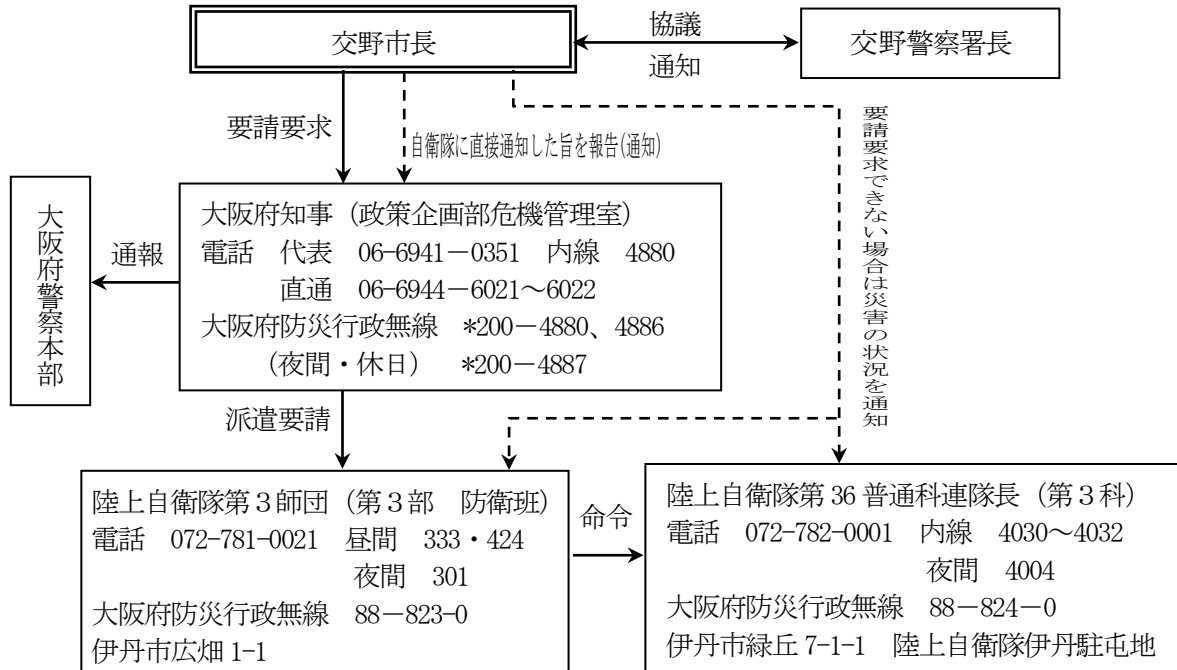 交野市長
協議
通知
交野警察署長
要請要求
自衛隊に直接通知した旨を報告(通知)
要請要求できない場合は災害の状況を通知
大阪府警察本部
通報
大阪府知事（政策企画部危機管理室）
電話　代表　06-6941－0351　内線　4880
直通　06-6944－6021～6022
大阪府防災行政無線　*200－4880、4886
（夜間・休日）　*200－4887
派遣要請
陸上自衛隊第３師団（第３部　防衛班）
電話　072-781-0021　昼間　333・424
夜間　301
大阪府防災行政無線　88－823-0
伊丹市広畑 1-1
命令
陸上自衛隊第 36 普通科連隊長（第３科）
電話　072-782-0001　内線　4030～4032
夜間　4004
大阪府防災行政無線　88－824－0
伊丹市緑丘 7-1-1　陸上自衛隊伊丹駐屯地